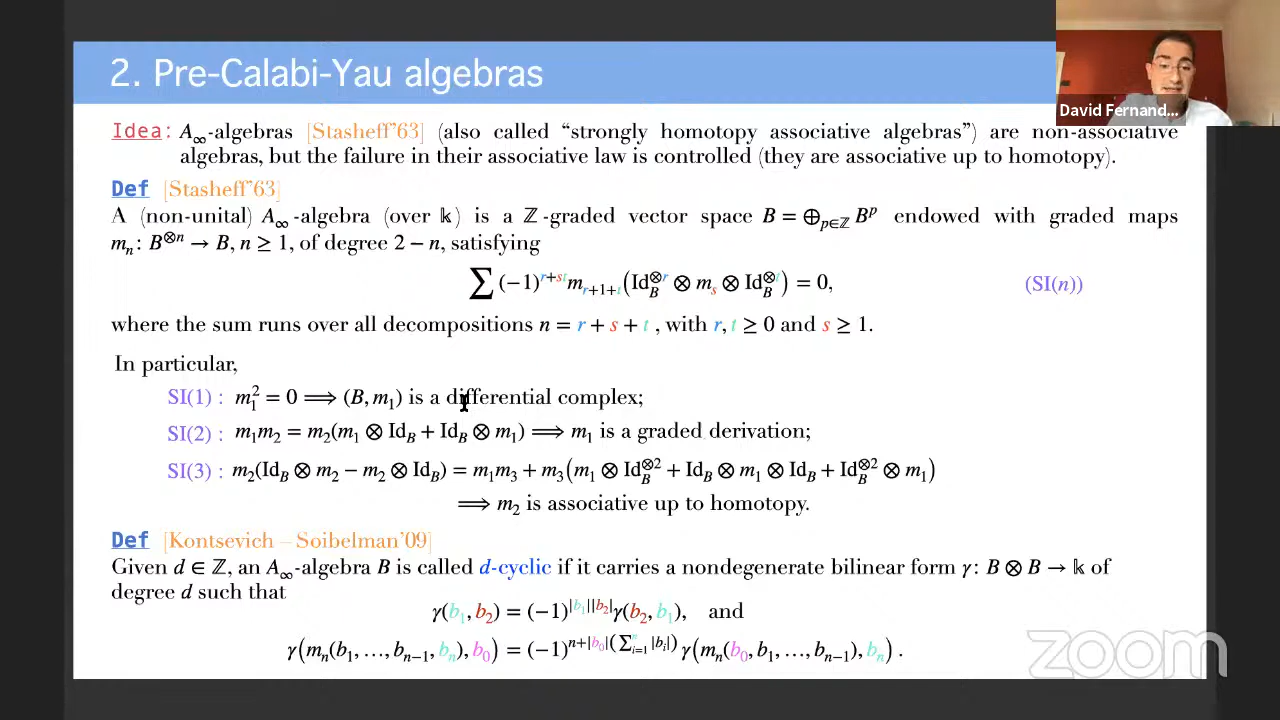 2. Pre-Calabi-Yau algebras
David Fernand...
Idea: A∞-algebras [Stasheff'63] (also called “strongly homotopy associative algebras”) are non-associative
algebras, but the failure in their associative law is controlled (they are associative up to homotopy).
Def [Stasheff'63]
A (non-unital) A∞-algebra (over 𝕜) is a ℤ-graded vector space B = ⊕_{p∈ℤ} B^p endowed with graded maps
m_n: B^{⊗n} → B, n ≥ 1, of degree 2 − n, satisfying
∑ (−1)^{r+st} m_{r+1+t}(Id_B^{⊗r} ⊗ m_s ⊗ Id_B^{⊗t}) = 0, (SI(n))
where the sum runs over all decompositions n = r + s + t , with r, t ≥ 0 and s ≥ 1.
In particular,
SI(1) : m_1^2 = 0 ⟹ (B, m_1) is a differential complex;
SI(2) : m_1m_2 = m_2(m_1 ⊗ Id_B + Id_B ⊗ m_1) ⟹ m_1 is a graded derivation;
SI(3) : m_2(Id_B ⊗ m_2 − m_2 ⊗ Id_B) = m_1m_3 + m_3(m_1 ⊗ Id_B^{⊗2} + Id_B ⊗ m_1 ⊗ Id_B + Id_B^{⊗2} ⊗ m_1)
⟹ m_2 is associative up to homotopy.
Def [Kontsevich – Soibelman'09]
Given d ∈ ℤ, an A∞-algebra B is called d-cyclic if it carries a nondegenerate bilinear form γ: B ⊗ B → 𝕜 of
degree d such that
γ(b_1, b_2) = (−1)^{|b_1||b_2|}γ(b_2, b_1), and
γ(m_n(b_1, …, b_{n−1}, b_n), b_0) = (−1)^{n+|b_0|(∑_{i=1}^n |b_i|)} γ(m_n(b_0, b_1, …, b_{n−1}), b_n) .
zoom